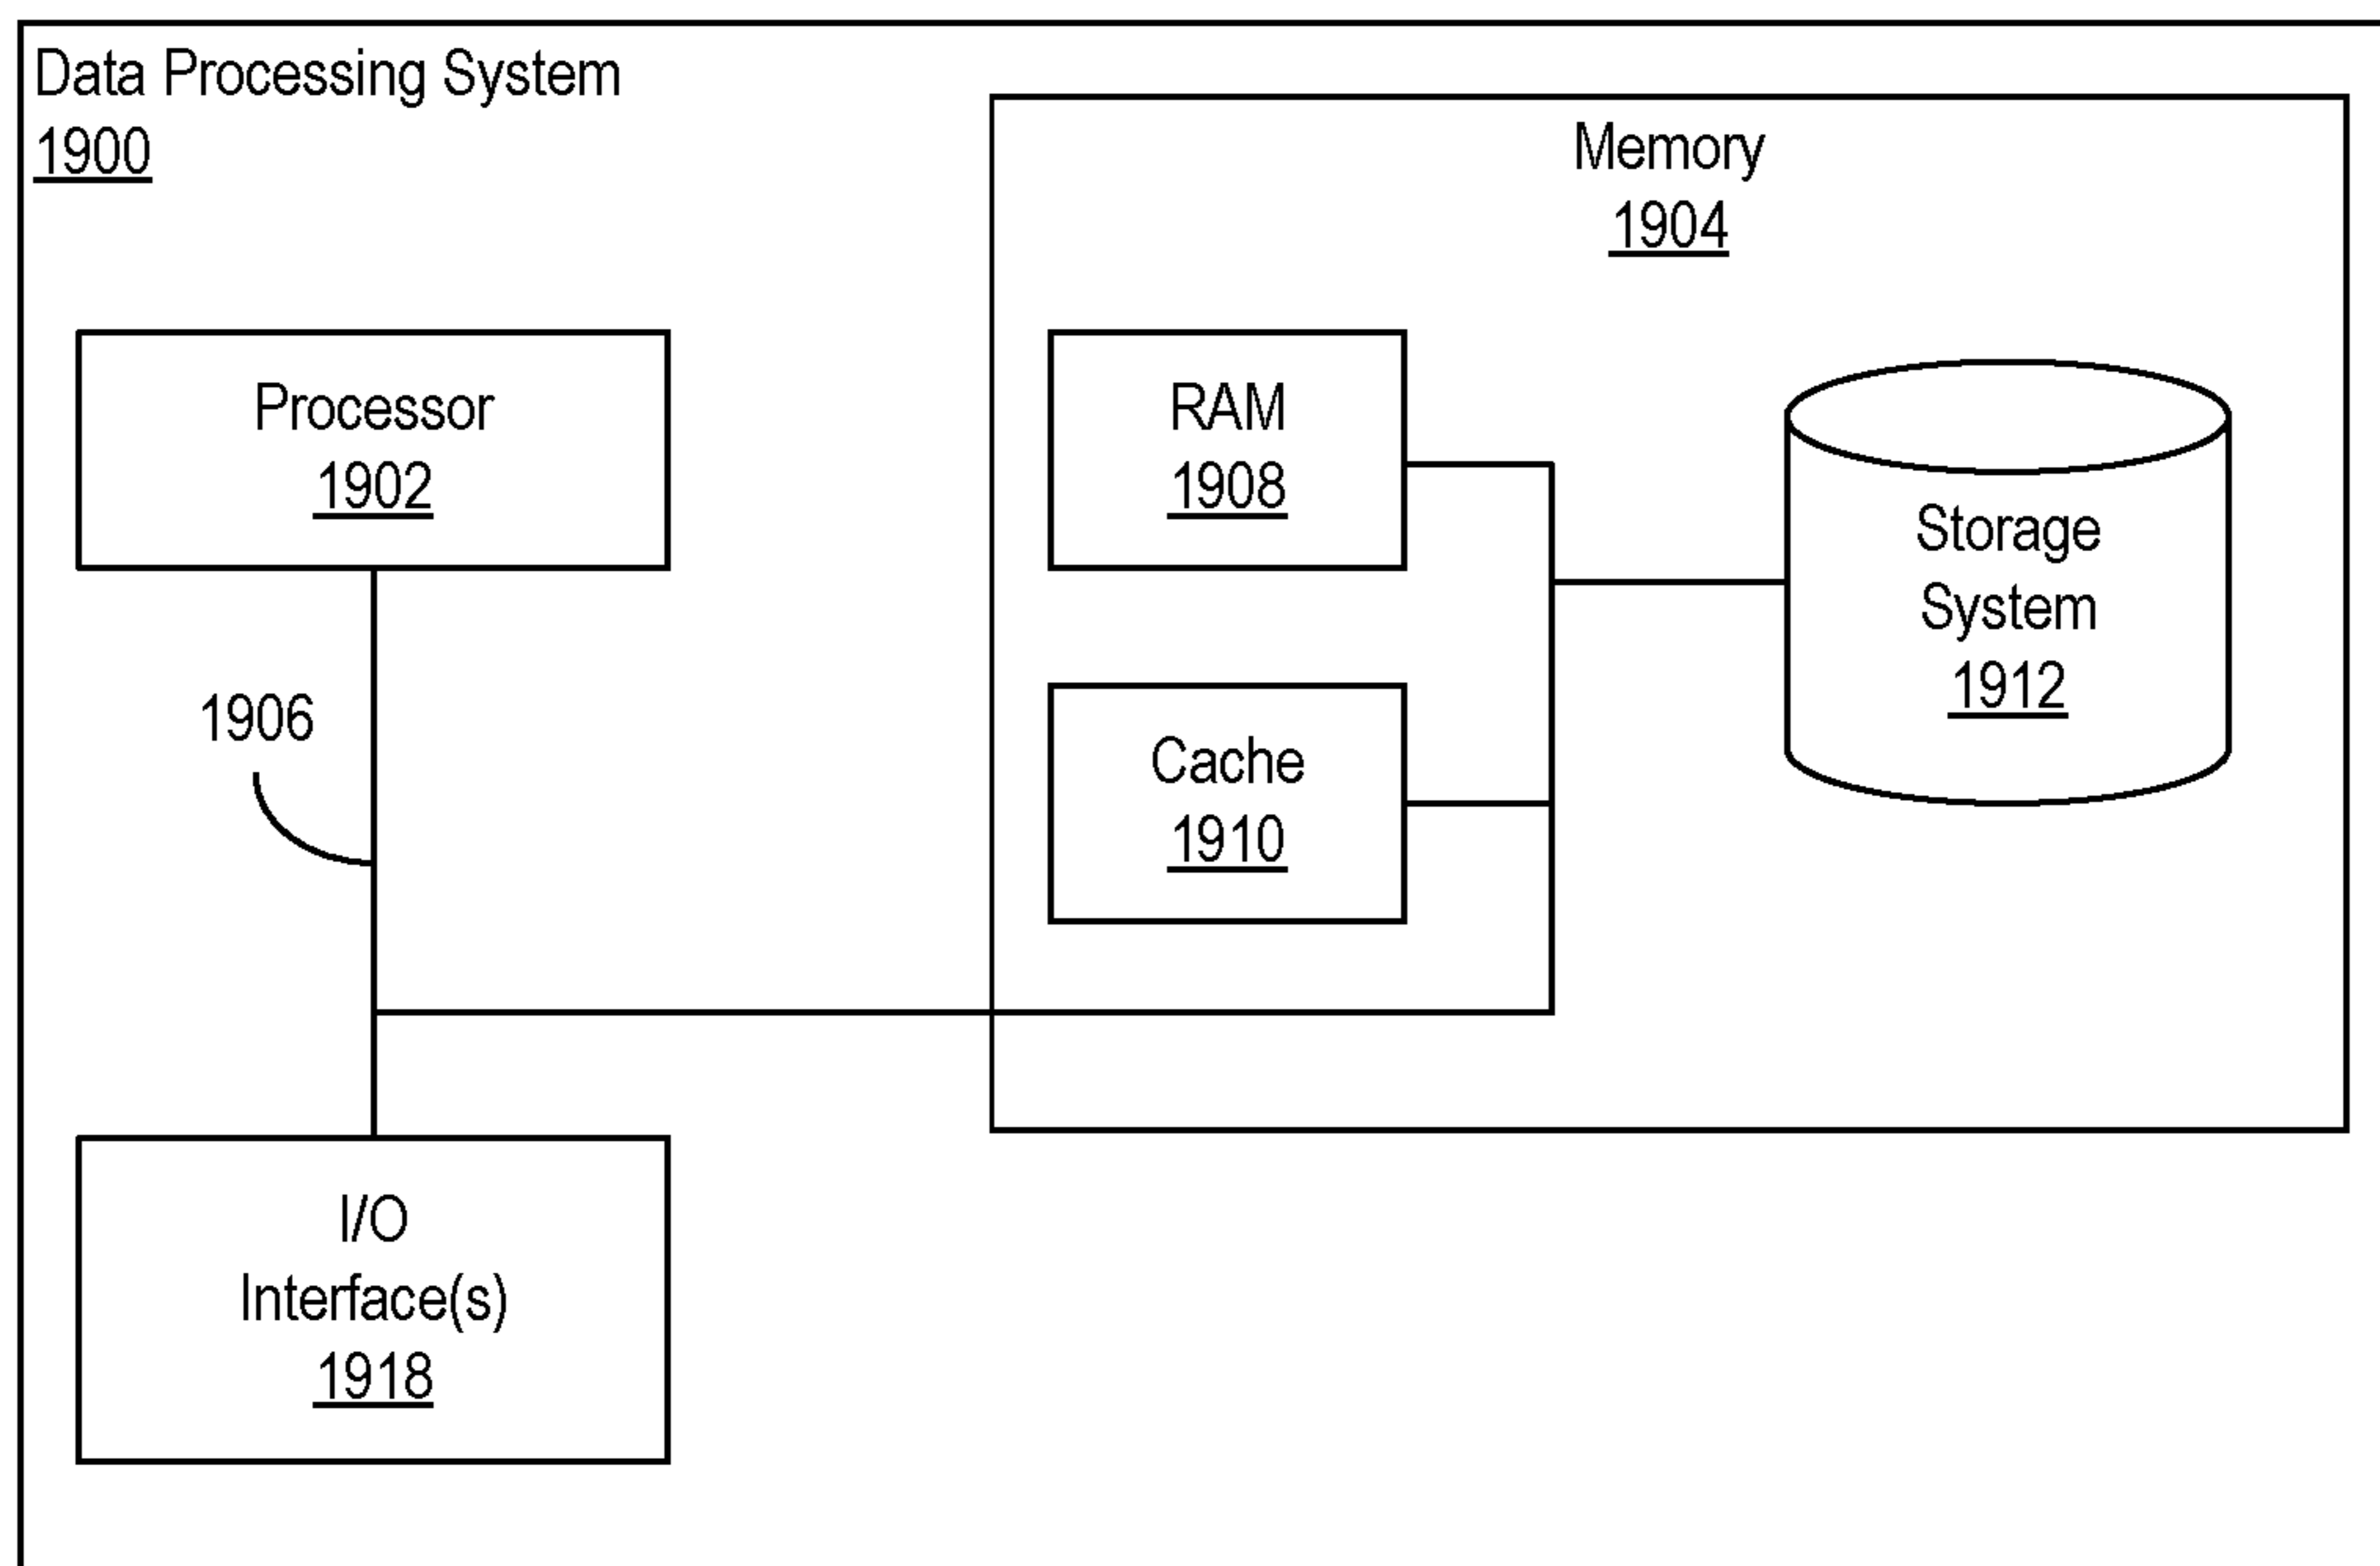 Data Processing System
1900
Memory
1904
Processor
1902
RAM
1908
Storage
System
1912
1906
Cache
1910
I/O
Interface(s)
1918